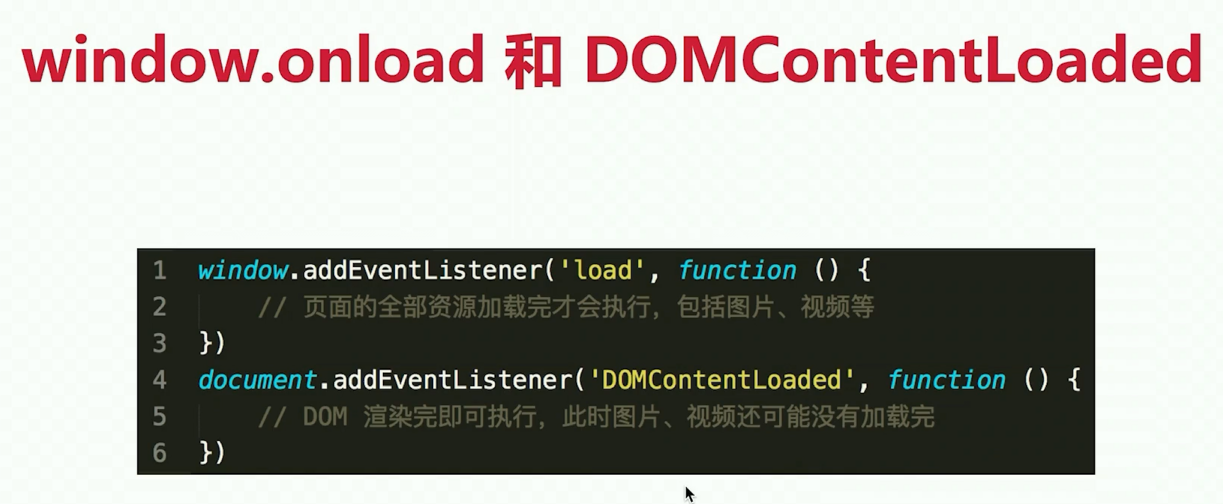 window.onload 和 DOMContentLoaded
1 window.addEventListener('load', function () {
2 // 页面的全部资源加载完才会执行，包括图片、视频等
3 })
4 document.addEventListener('DOMContentLoaded', function () {
5 // DOM 渲染完即可执行，此时图片、视频还可能没有加载完
6 })